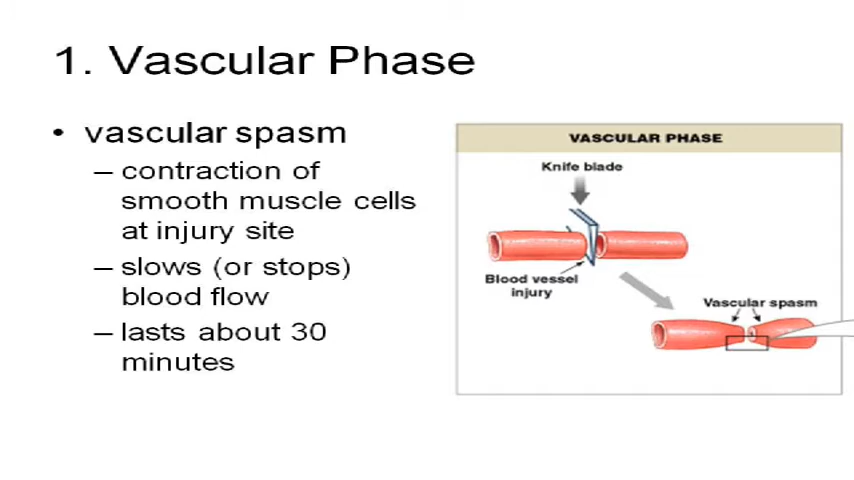 1. Vascular Phase
• vascular spasm
– contraction of
smooth muscle cells
at injury site
– slows (or stops)
blood flow
– lasts about 30
minutes
VASCULAR PHASE
Knife blade
Blood vessel
injury
Vascular spasm